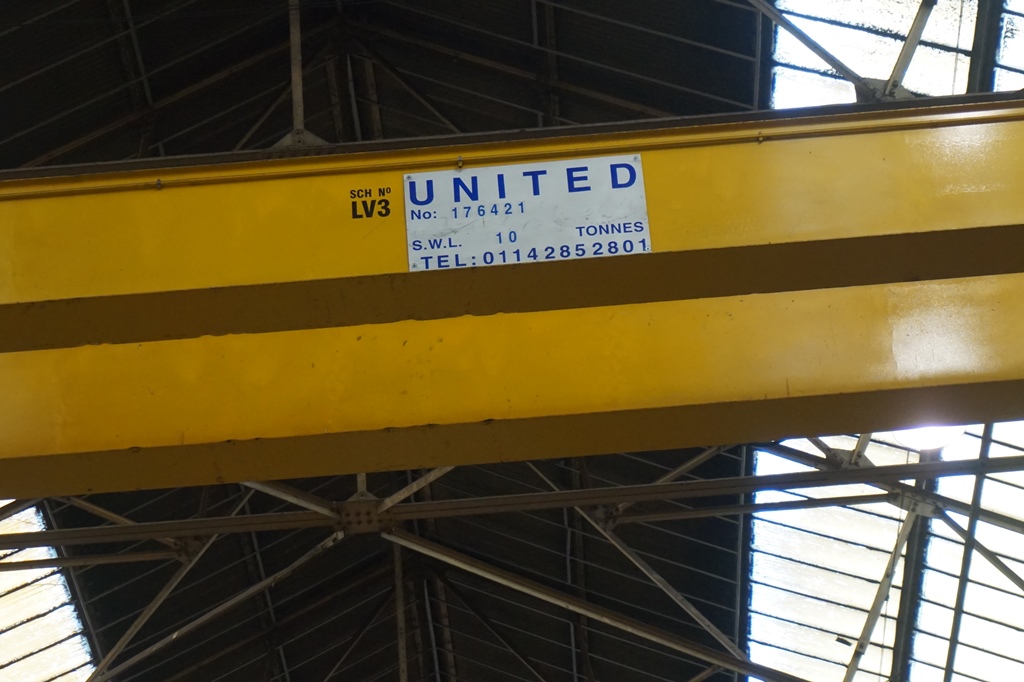 SCH Nº
LV3
UNITED
No: 176421
S.W.L. 10 TONNES
TEL:01142852801